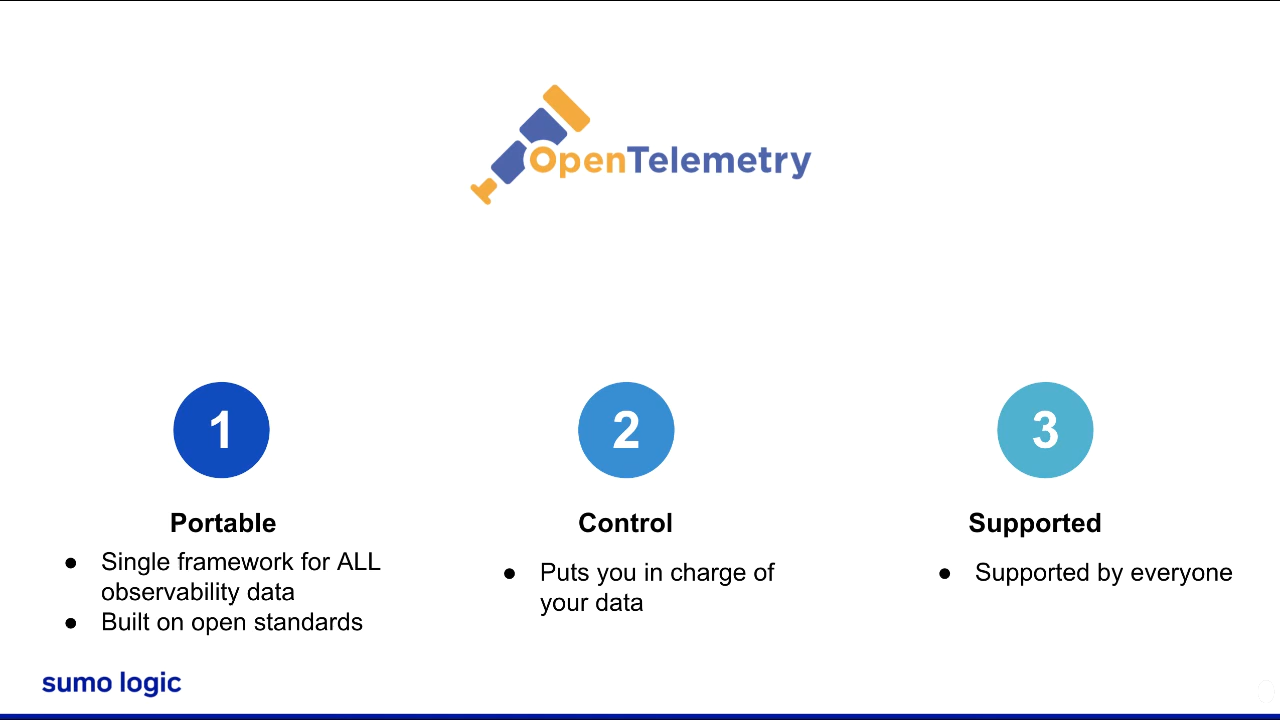 OpenTelemetry
1
2
3
Portable
● Single framework for ALL
observability data
● Built on open standards
Control
● Puts you in charge of
your data
Supported
● Supported by everyone
sumo logic